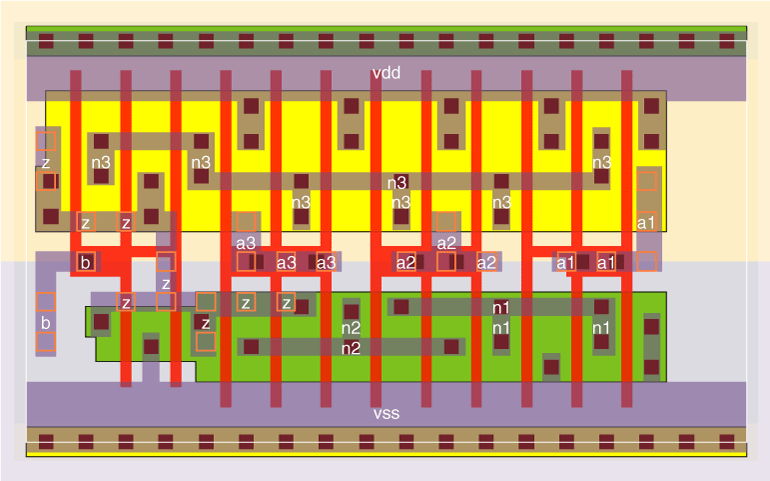 vdd
z n3 n3 n3
n3
n3 n3 n3
z z a1
a3 a2
b a3 a3 a2 a2 a1 a1
z
z z z n1
b z n2 n1 n1
n2
vss